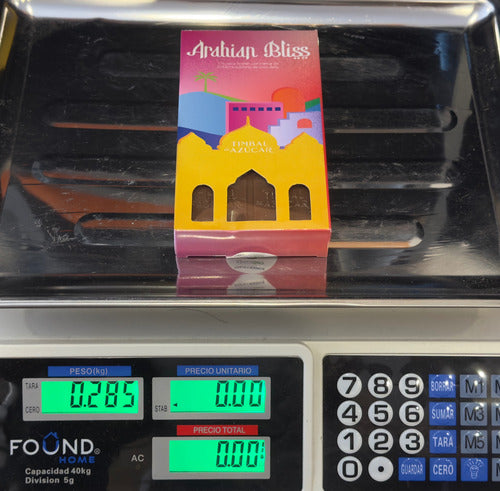 Arabian Bliss
TIMBAL
DE AZÚCAR
PESO(kg)
PRECIO UNITARIO
TARA
CERO
0.285
STAB
0.00
PRECIO TOTAL
0.00
AC
FOUND®
HOME
Capacidad 40kg
Division 5g
7 8 9 BORRAR M1
4 5 6 SUMAR M3
1 2 3 TARA M5
0 . GUARDAR CERO